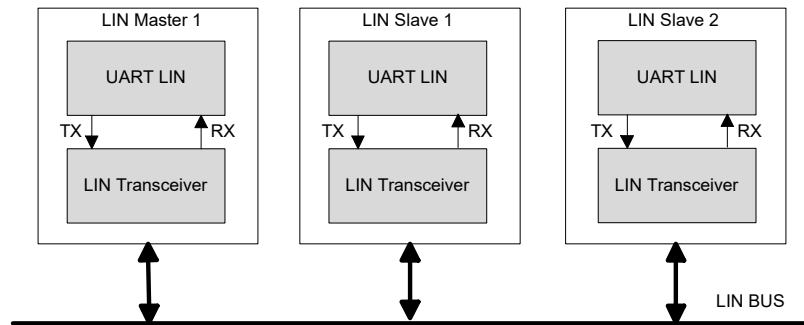 LIN Master 1
UART LIN
TX
RX
LIN Transceiver
LIN Slave 1
UART LIN
TX
RX
LIN Transceiver
LIN Slave 2
UART LIN
TX
RX
LIN Transceiver
LIN BUS